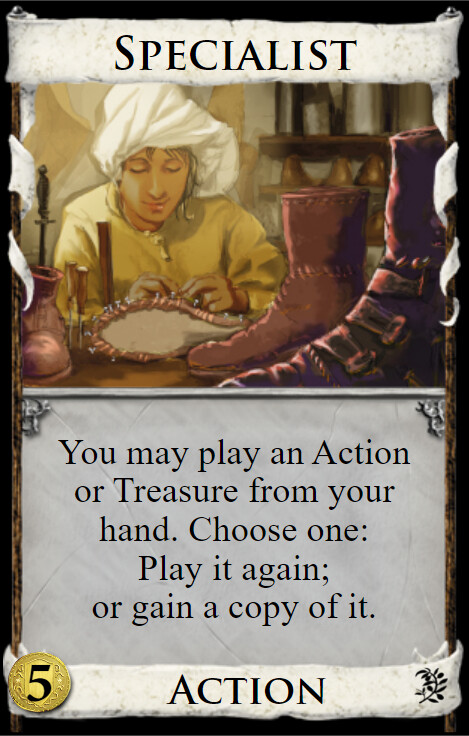 SPECIALIST
You may play an Action
or Treasure from your
hand. Choose one:
Play it again;
or gain a copy of it.
5
ACTION